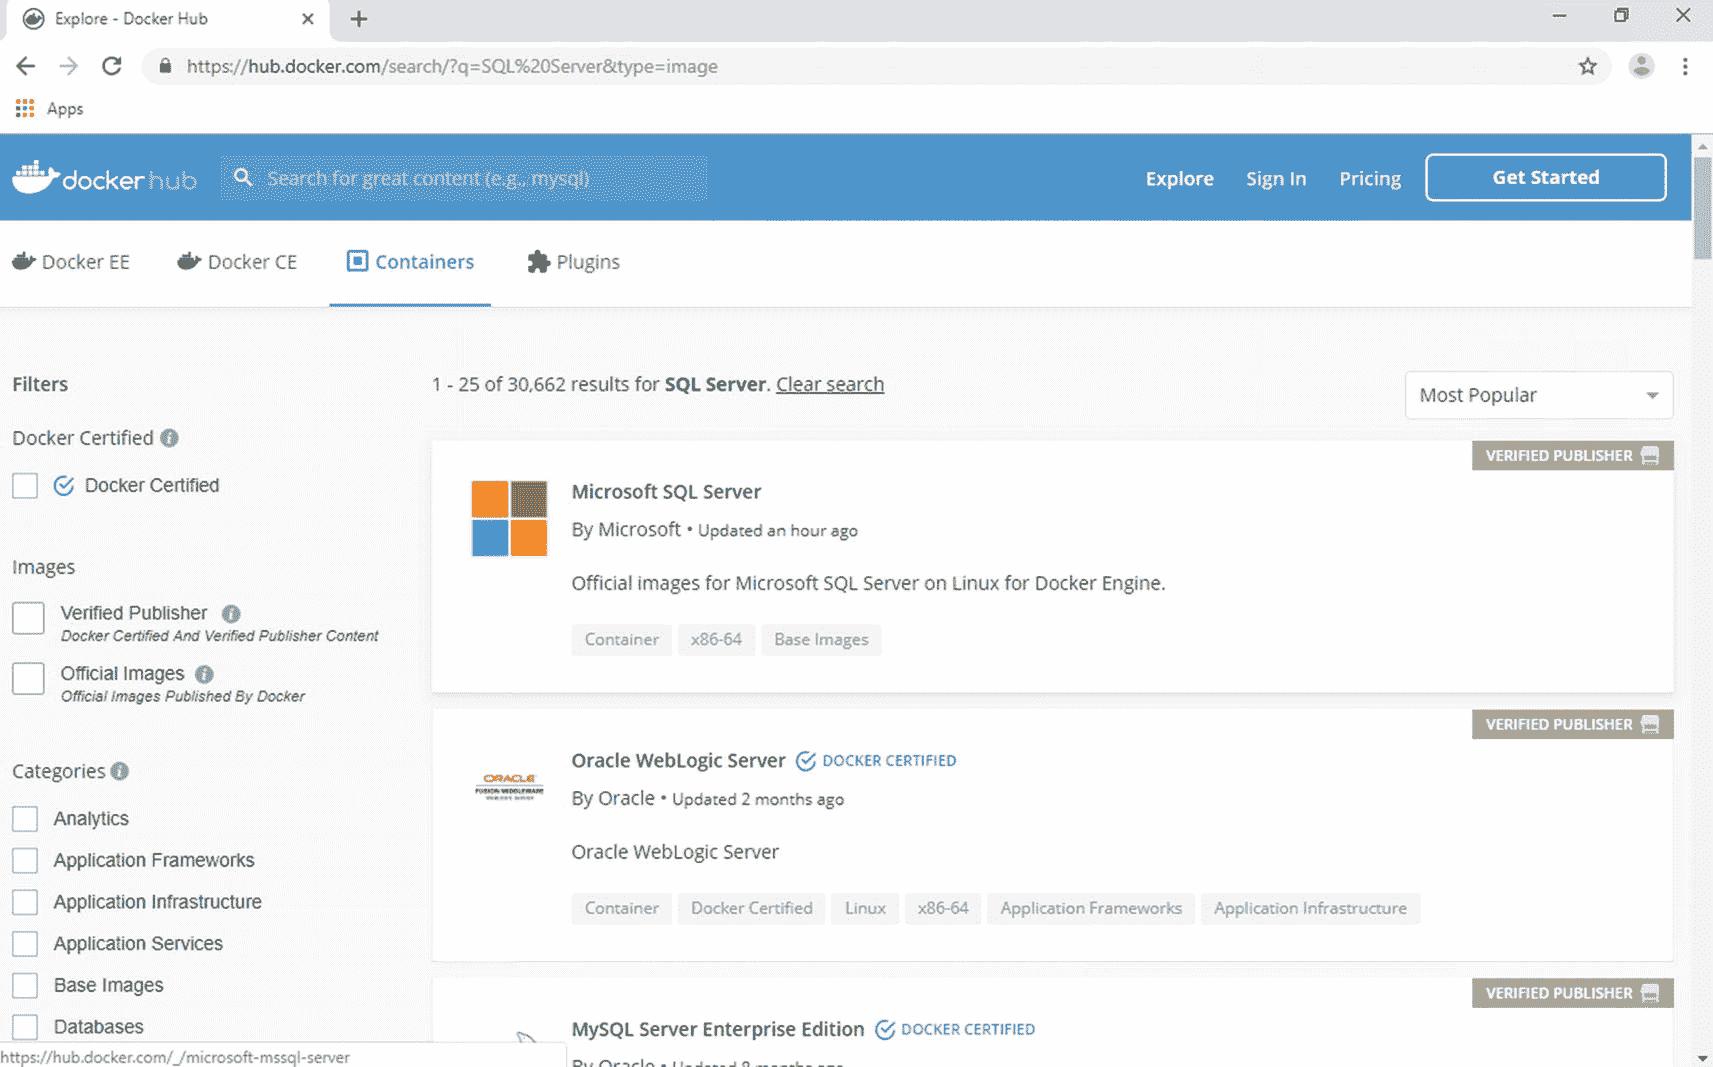 Explore - Docker Hub
https://hub.docker.com/search/?q=SQL%20Server&type=image
Apps
docker hub
Search for great content (e.g., mysql)
Explore
Sign In
Pricing
Get Started
Docker EE
Docker CE
Containers
Plugins
Filters
1 - 25 of 30,662 results for SQL Server. Clear search
Most Popular
Docker Certified
Docker Certified
Images
Verified Publisher
Docker Certified And Verified Publisher Content
Official Images
Official Images Published By Docker
Categories
Analytics
Application Frameworks
Application Infrastructure
Application Services
Base Images
Databases
VERIFIED PUBLISHER
Microsoft SQL Server
By Microsoft • Updated an hour ago
Official images for Microsoft SQL Server on Linux for Docker Engine.
Container
x86-64
Base Images
VERIFIED PUBLISHER
ORACLE
FUSION MIDDLEWARE
Oracle WebLogic Server
DOCKER CERTIFIED
By Oracle • Updated 2 months ago
Oracle WebLogic Server
Container
Docker Certified
Linux
x86-64
Application Frameworks
Application Infrastructure
VERIFIED PUBLISHER
MySQL Server Enterprise Edition
DOCKER CERTIFIED
By Oracle • Updated 8 months ago
https://hub.docker.com/_/microsoft-mssql-server